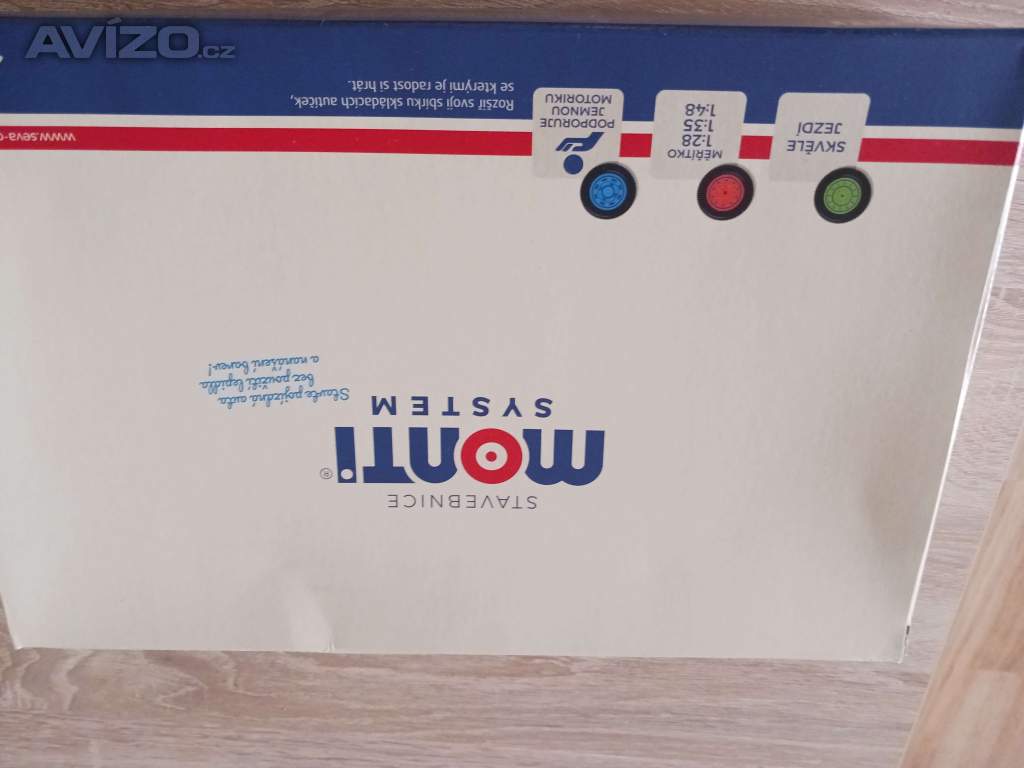 AVÍZO.cz
STAVEBNICE
monti®
SYSTEM
Stavte pojízdná auta
bez použití lepidla
a nanášení barev!
SKVĚLE
JEZDÍ
MĚŘÍTKO
1:28
1:35
1:48
PODPORUJE
JEMNOU
MOTORIKU
Rozšiř svoji sbírku skládacích autíček,
se kterými je radost si hrát.
www.seva-